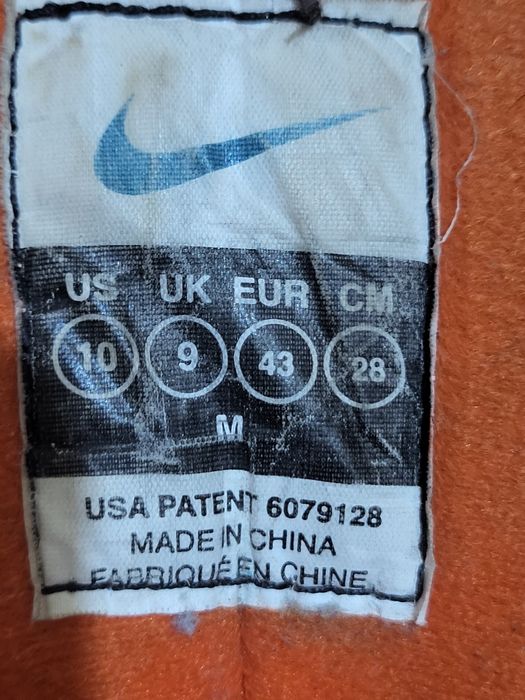 US UK EUR CM
10 9 43 28
M
USA PATENT 6079128
MADE IN CHINA
FABRIQUÉ EN CHINE